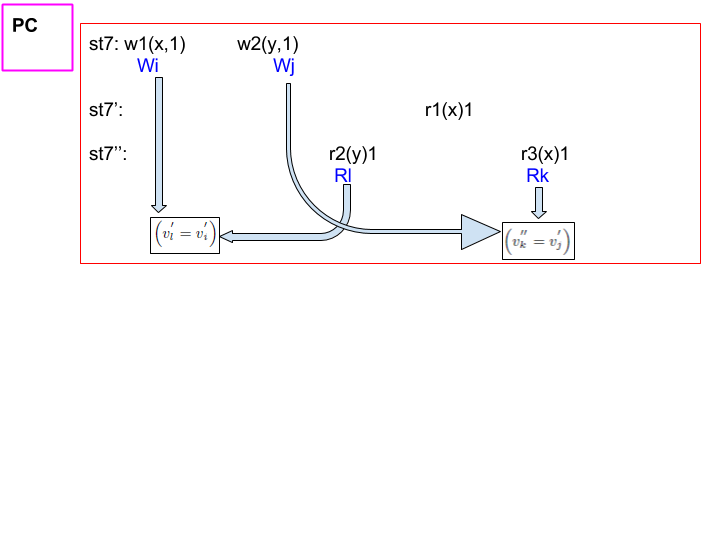 PC
st7: w1(x,1) w2(y,1)
Wi Wj
st7’: r1(x)1
st7’’: r2(y)1 r3(x)1
Rl Rk
(v'l = v'i) (v''k = v'j)